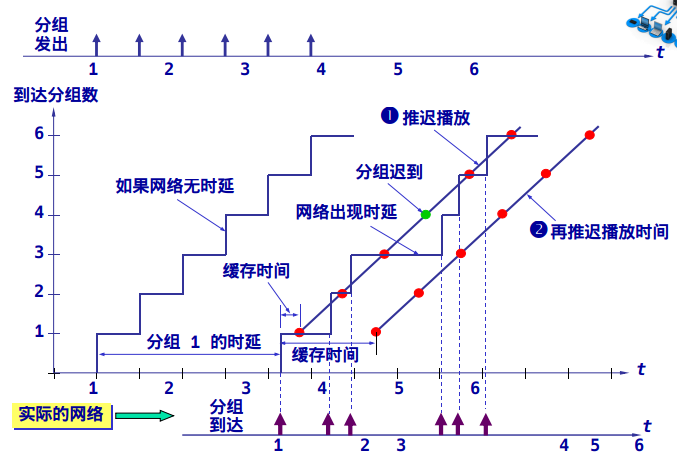 分组
发出
1 2 3 4 5 6
t
到达分组数
6
5
4
3
2
1
❶ 推迟播放
分组迟到
如果网络无时延
网络出现时延
❷ 再推迟播放时间
缓存时间
分组 1 的时延
缓存时间
t
1 2 3 4 5 6
实际的网络
分组
到达
t
1 2 3 4 5 6